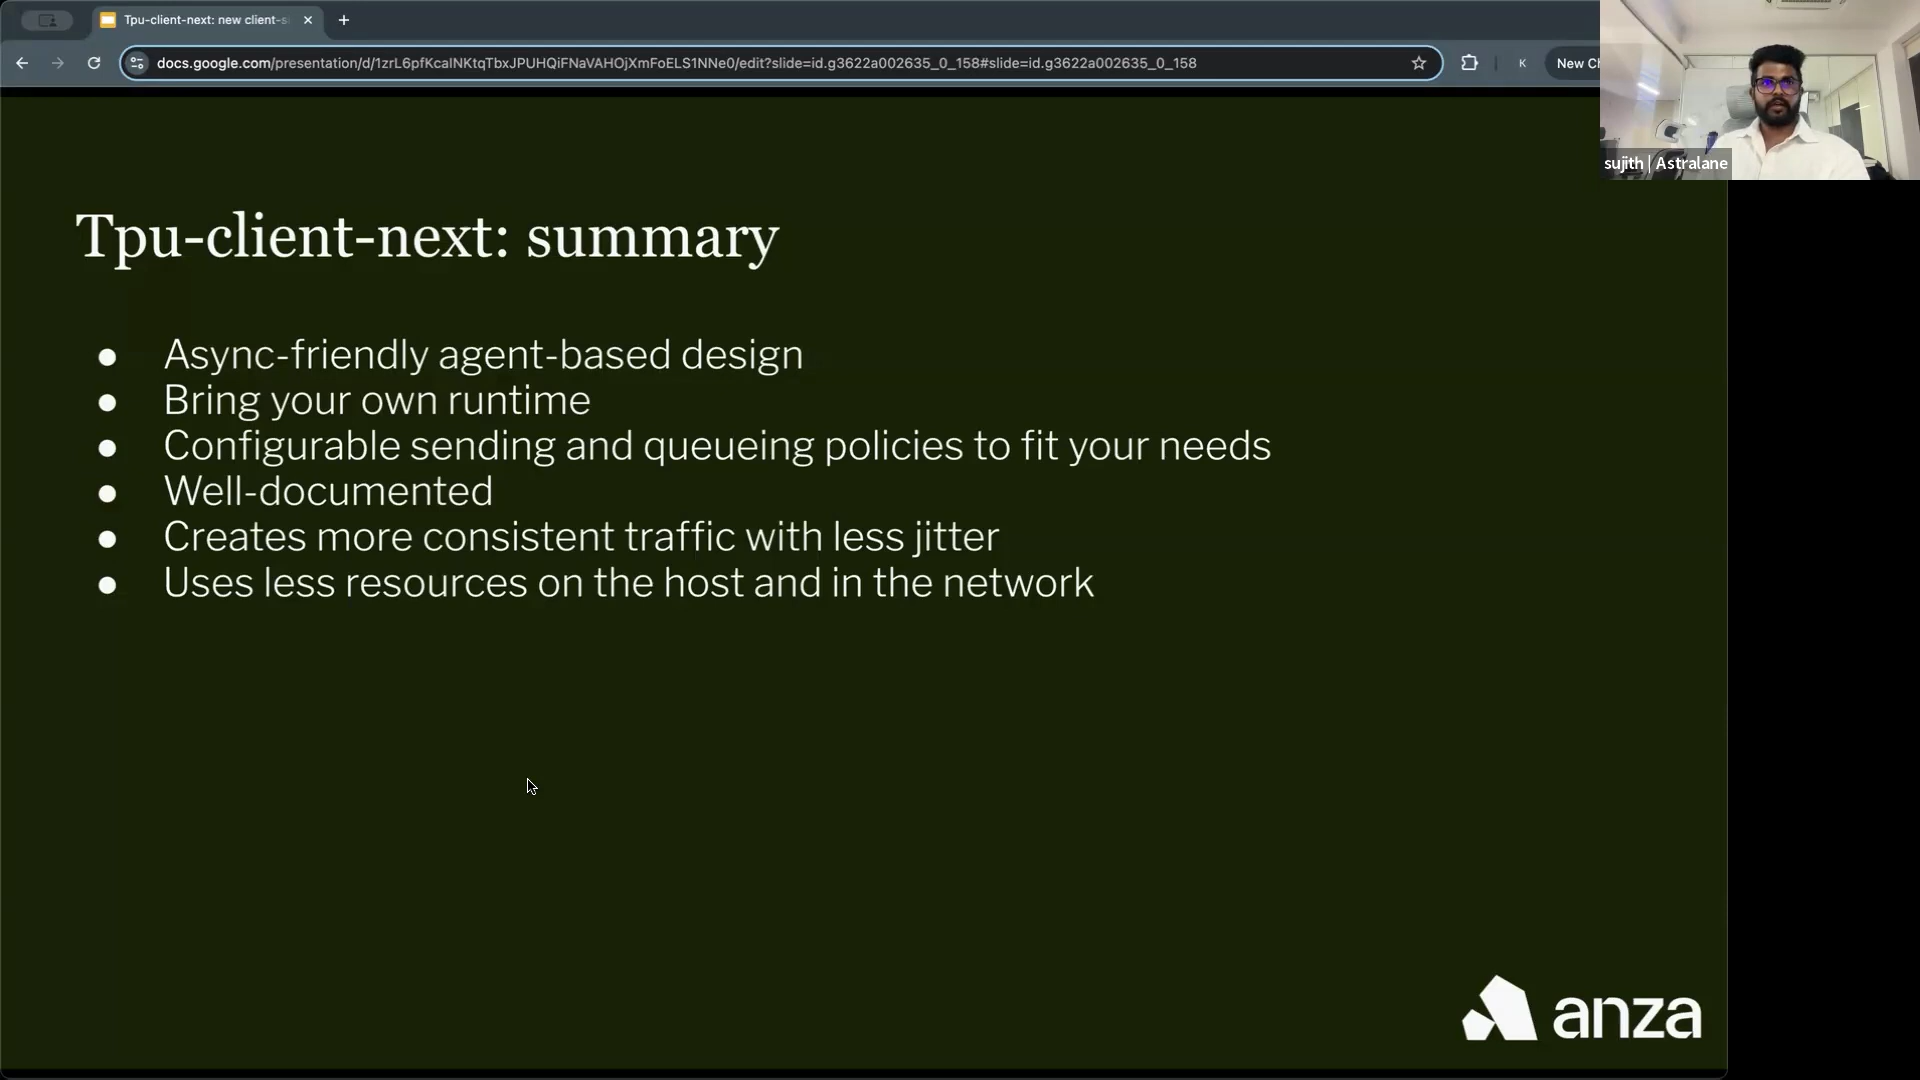 Tpu-client-next: new client-s
docs.google.com/presentation/d/1zrL6pfKcaINKtqTbxJPUHQiFNaVAHOjXmFoELS1NNe0/edit?slide=id.g3622a002635_0_158#slide=id.g3622a002635_0_158
K
New Ch
sujith | Astralane
Tpu-client-next: summary
● Async-friendly agent-based design
● Bring your own runtime
● Configurable sending and queueing policies to fit your needs
● Well-documented
● Creates more consistent traffic with less jitter
● Uses less resources on the host and in the network
anza